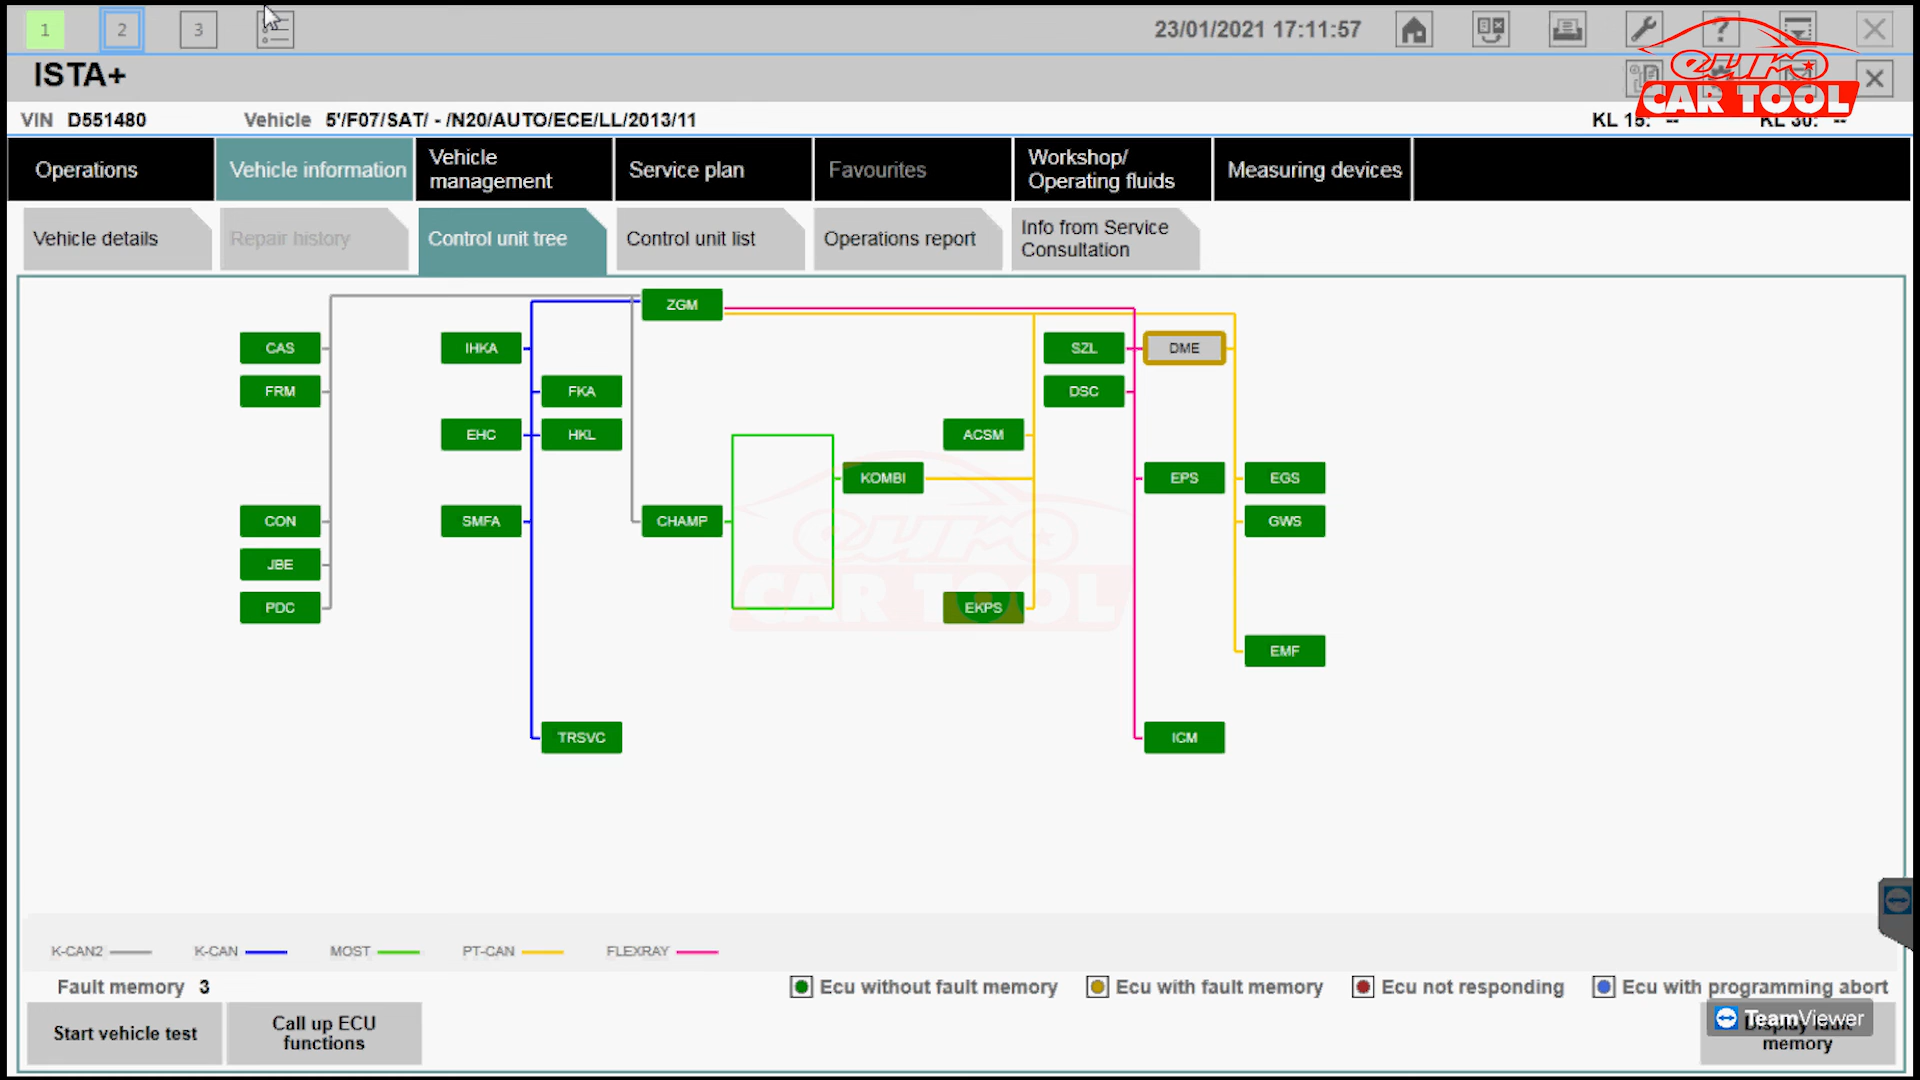 1
2
3
23/01/2021 17:11:57
?
ISTA+
euro
CAR TOOL
VIN D551480
Vehicle 5'/F07/SAT/ - /N20/AUTO/ECE/LL/2013/11
KL 15: --
KL 30: --
Operations
Vehicle information
Vehicle
management
Service plan
Favourites
Workshop/
Operating fluids
Measuring devices
Vehicle details
Repair history
Control unit tree
Control unit list
Operations report
Info from Service
Consultation
ZGM
CAS
IHKA
SZL
DME
FRM
FKA
DSC
EHC
HKL
ACSM
KOMBI
EPS
EGS
CON
SMFA
CHAMP
GWS
JBE
PDC
EKPS
EMF
TRSVC
ICM
euro
CAR TOOL
K-CAN2
K-CAN
MOST
PT-CAN
FLEXRAY
Fault memory 3
Ecu without fault memory
Ecu with fault memory
Ecu not responding
Ecu with programming abort
Start vehicle test
Call up ECU
functions
TeamViewer
Display fault
memory